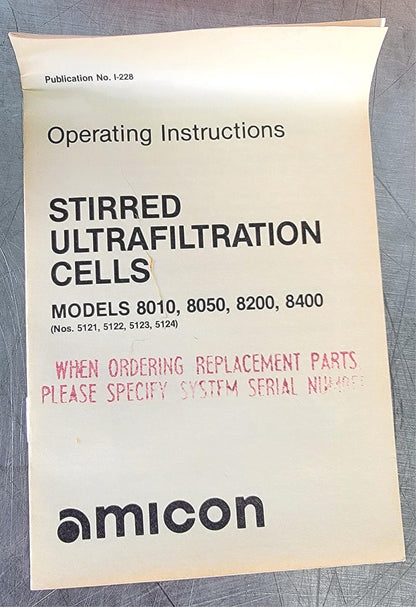 Publication No. I-228
Operating Instructions
STIRRED
ULTRAFILTRATION
CELLS
MODELS 8010, 8050, 8200, 8400
(Nos. 5121, 5122, 5123, 5124)
WHEN ORDERING REPLACEMENT PARTS
PLEASE SPECIFY SYSTEM SERIAL NUMBER
amicon